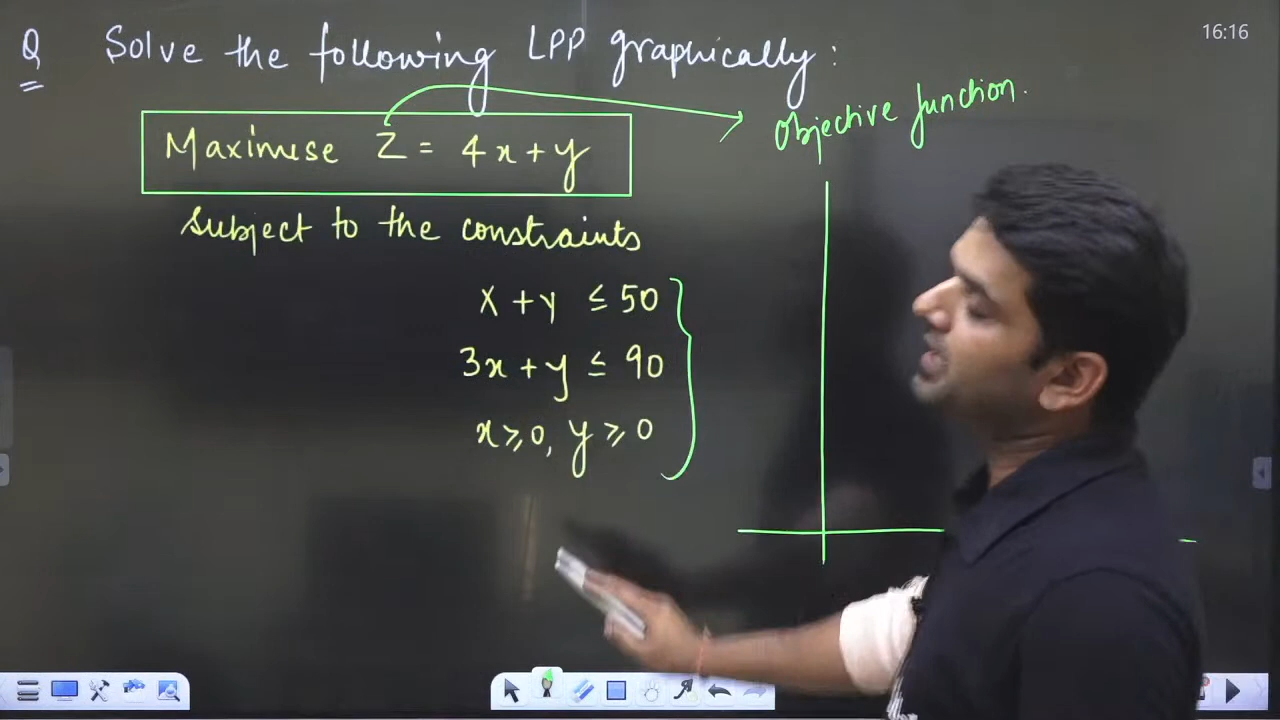 Q Solve the following LPP graphically :
Maximise Z = 4x + y
Objective function.
subject to the constraints
x + y ≤ 50
3x + y ≤ 90
x ≥ 0, y ≥ 0
16:16